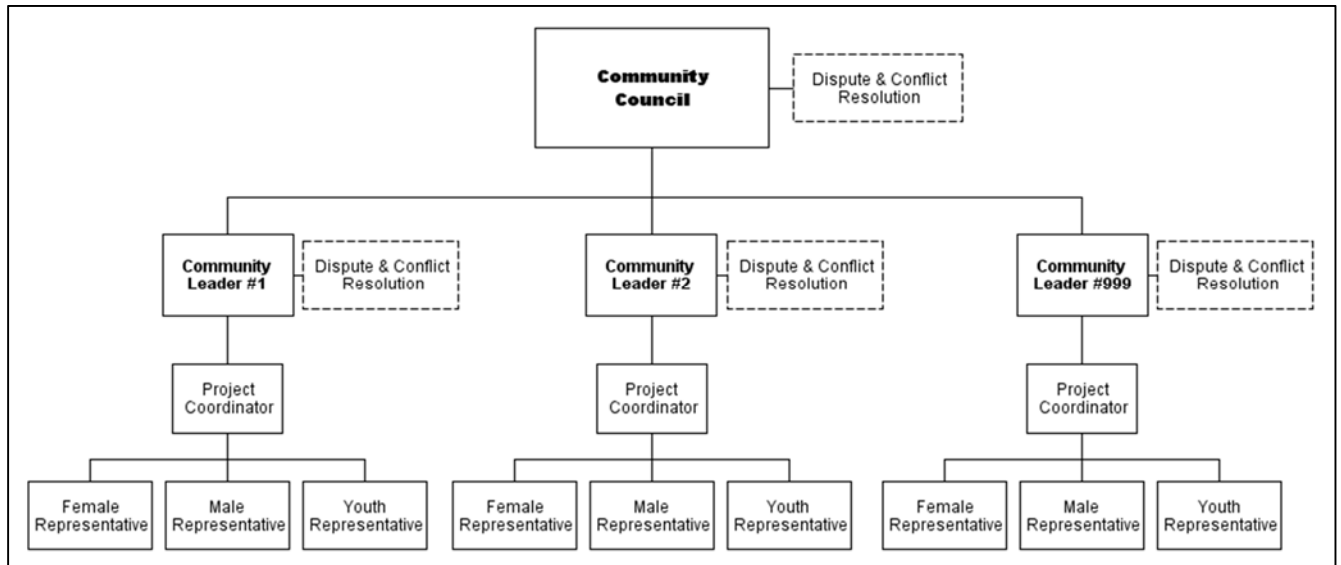 Community
Council
Dispute & Conflict
Resolution
Community
Leader #1
Dispute & Conflict
Resolution
Community
Leader #2
Dispute & Conflict
Resolution
Community
Leader #999
Dispute & Conflict
Resolution
Project
Coordinator
Project
Coordinator
Project
Coordinator
Female
Representative
Male
Representative
Youth
Representative
Female
Representative
Male
Representative
Youth
Representative
Female
Representative
Male
Representative
Youth
Representative